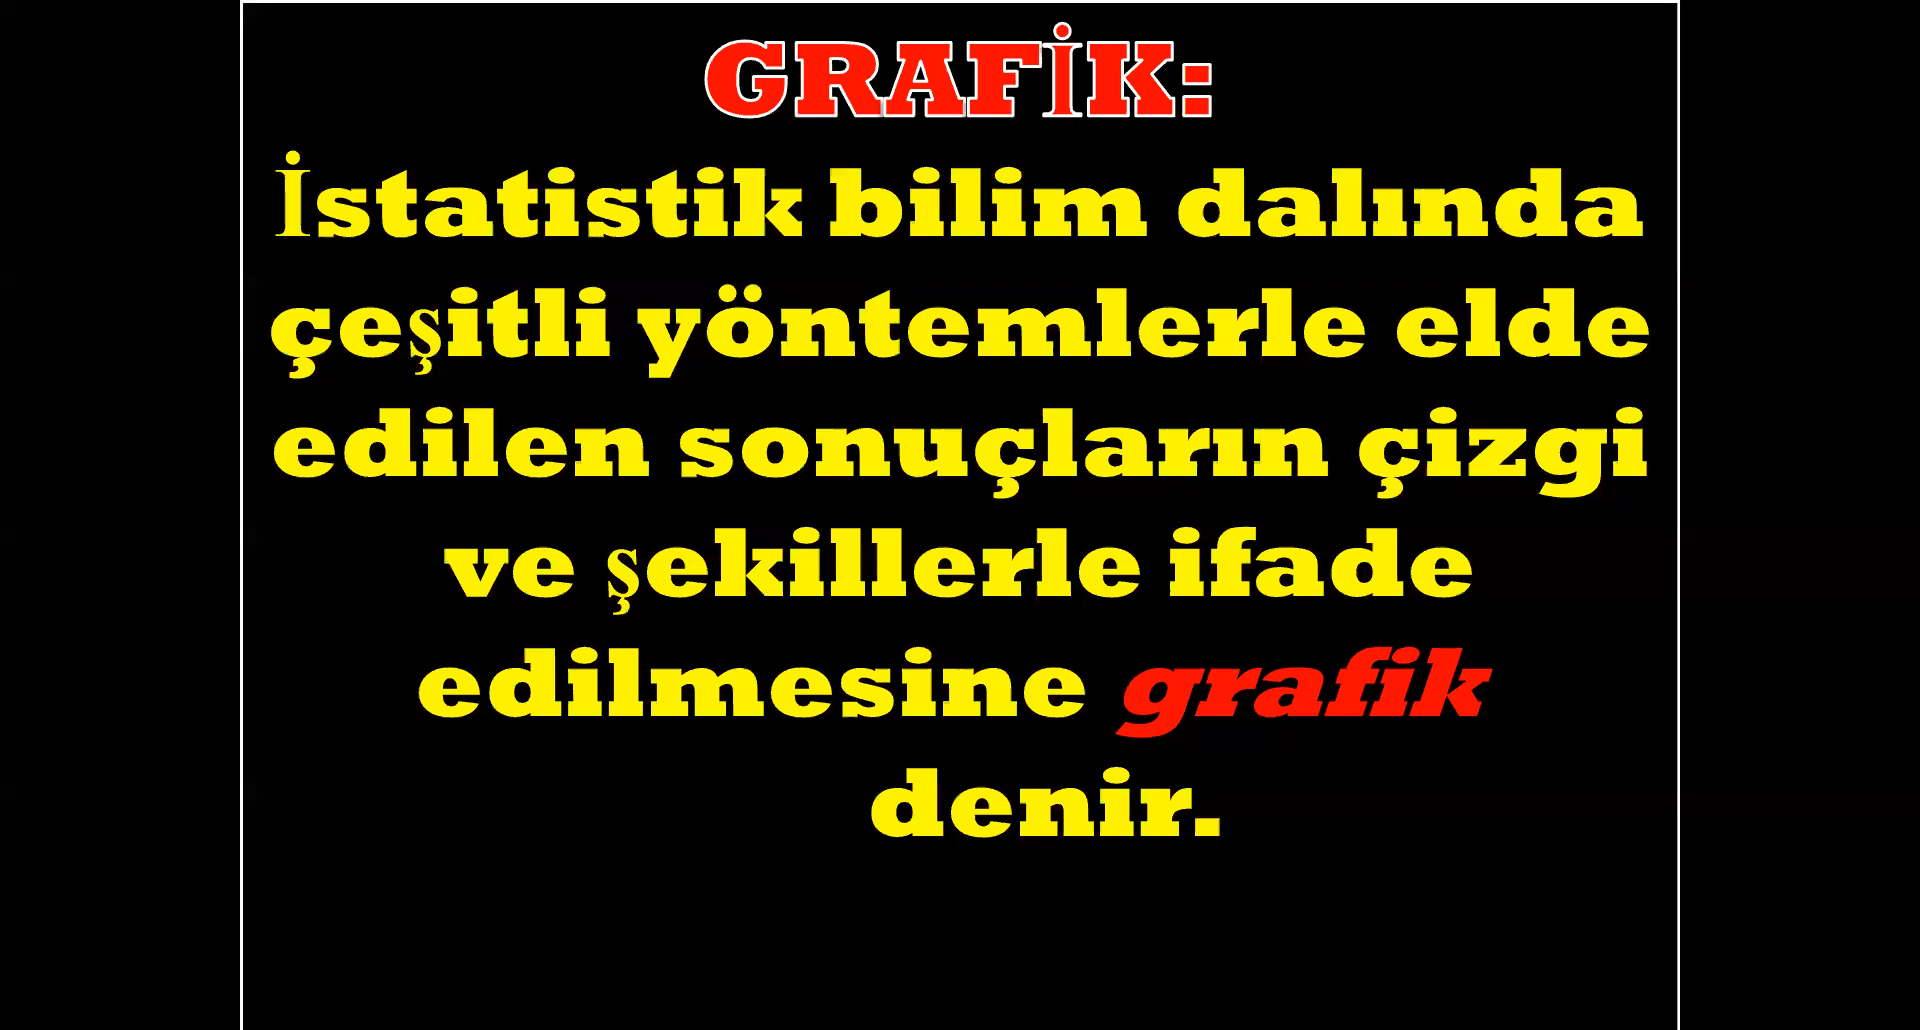 GRAFİK:
İstatistik bilim dalında
çeşitli yöntemlerle elde
edilen sonuçların çizgi
ve şekillerle ifade
edilmesine grafik
denir.